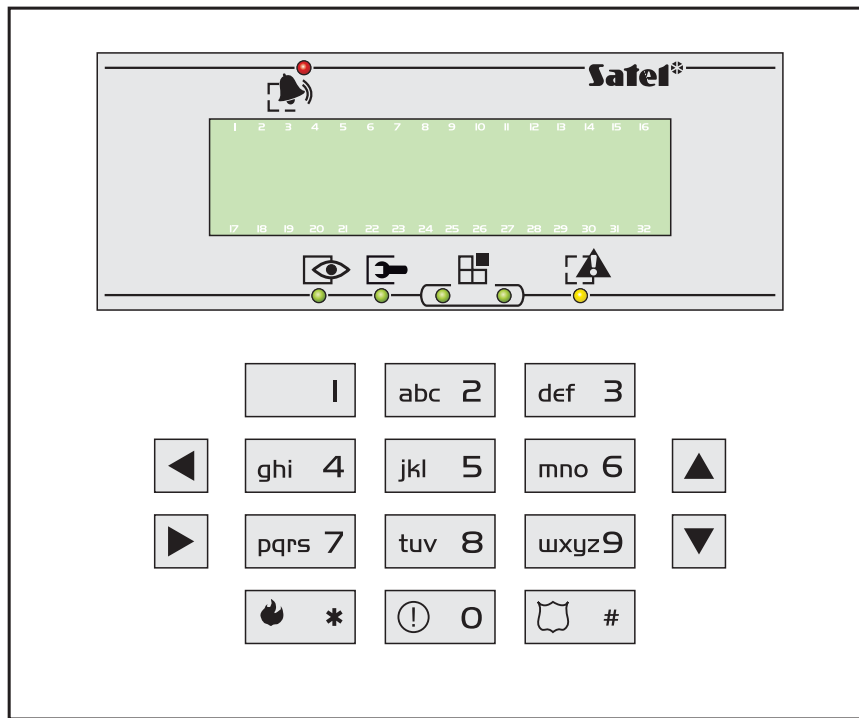 Satel
1 2 3 4 5 6 7 8 9 10 11 12 13 14 15 16
17 18 19 20 21 22 23 24 25 26 27 28 29 30 31 32
1 abc 2 def 3
ghi 4 jkl 5 mno 6
pqrs 7 tuv 8 wxyz 9
* ! 0 #